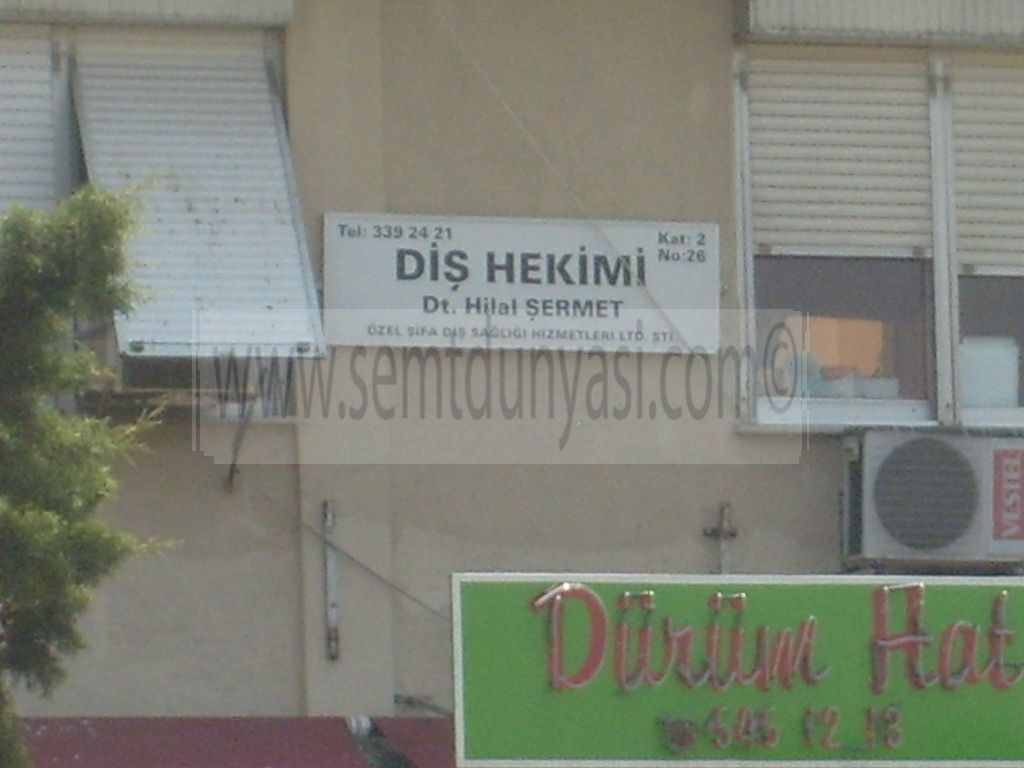 Tel: 339 24 21
Kat: 2
No:26
DİŞ HEKİMİ
Dt. Hilal ŞERMET
ÖZEL ŞİFA DİŞ SAĞLIĞI HİZMETLERİ LTD. ŞTİ.
www.semtdunyasi.com©
VESTEL
Dürüm Hat
545 12 13